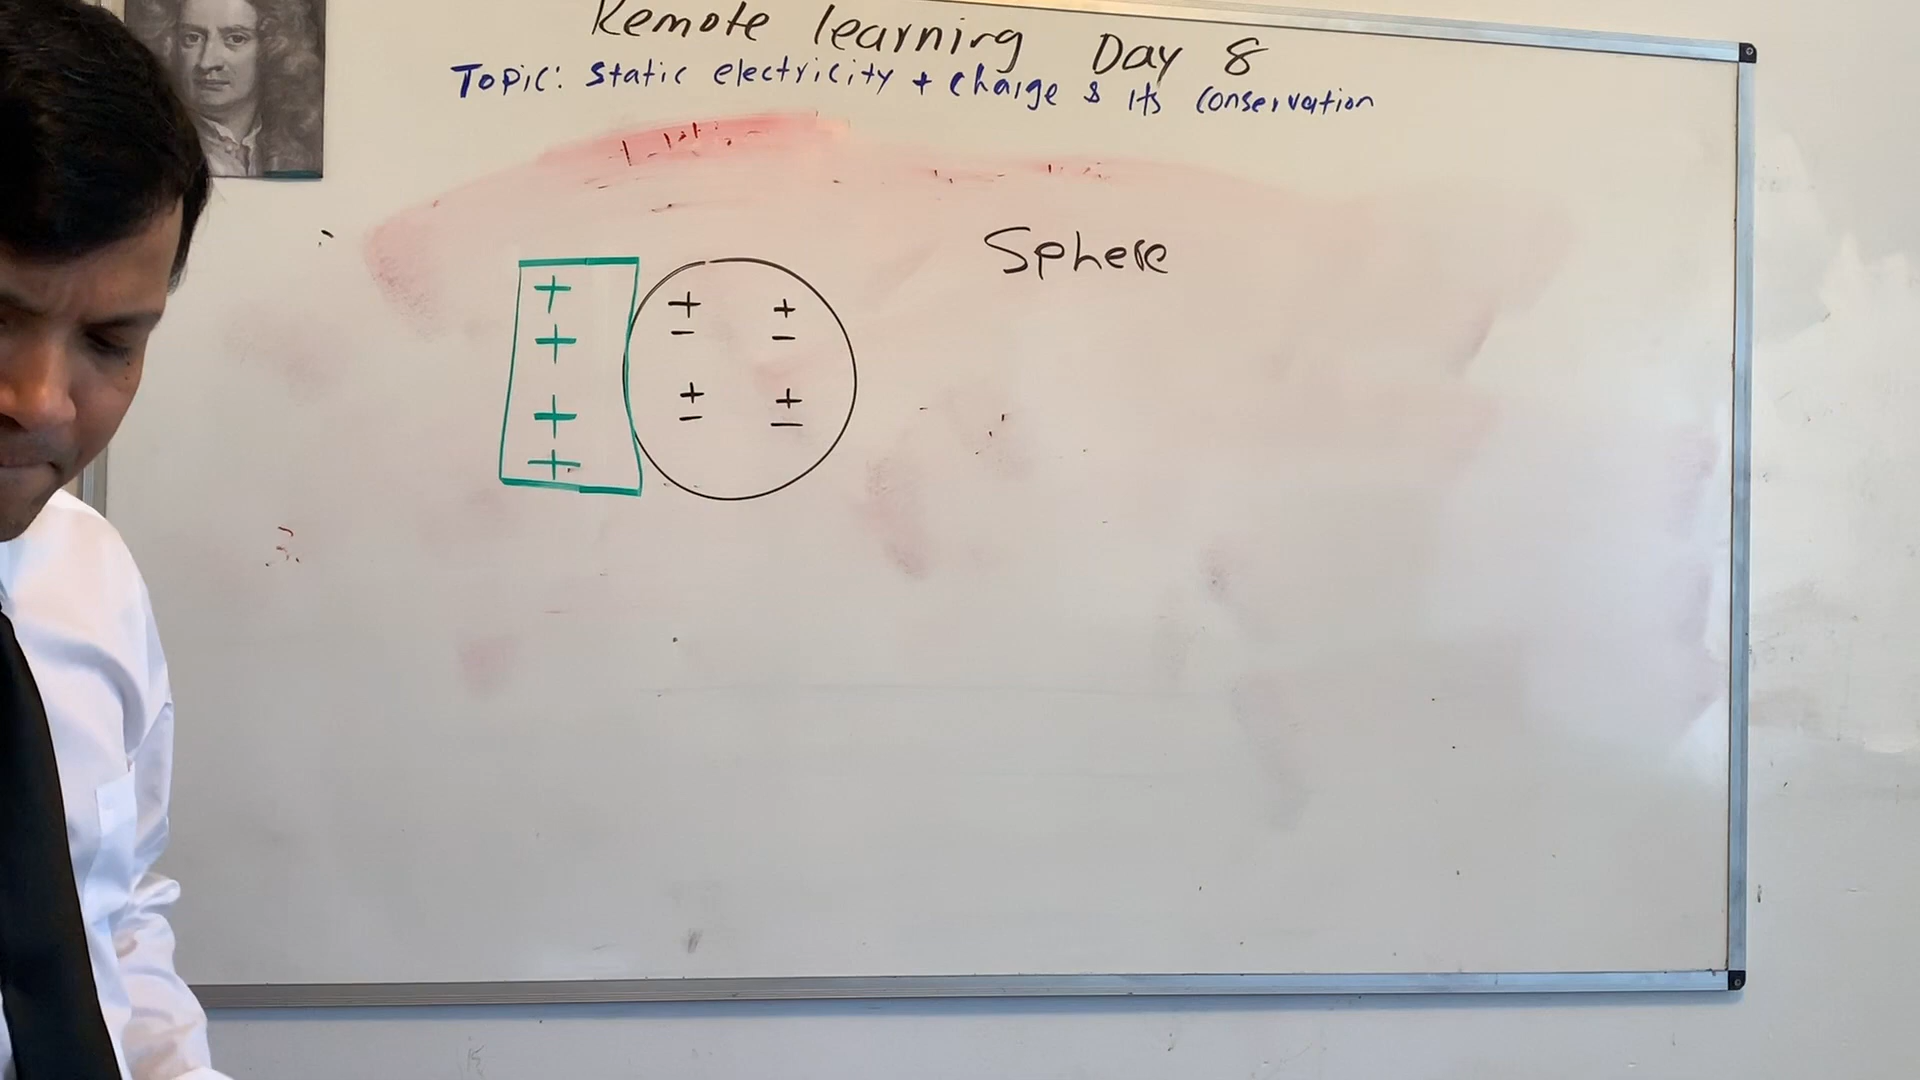 Remote learning Day 8
Topic: static electricity + charge & its conservation
Sphere
+
+
+
+
+ +
− −
+ +
− −